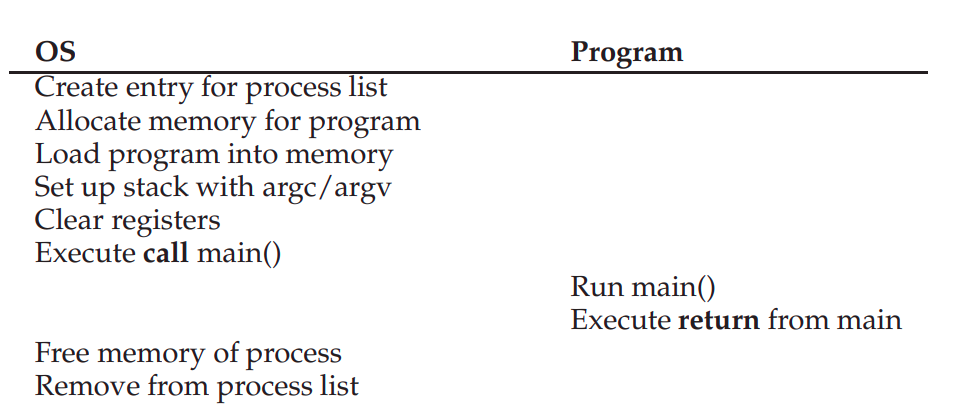 OS Program
Create entry for process list
Allocate memory for program
Load program into memory
Set up stack with argc/argv
Clear registers
Execute call main()
Run main()
Execute return from main
Free memory of process
Remove from process list